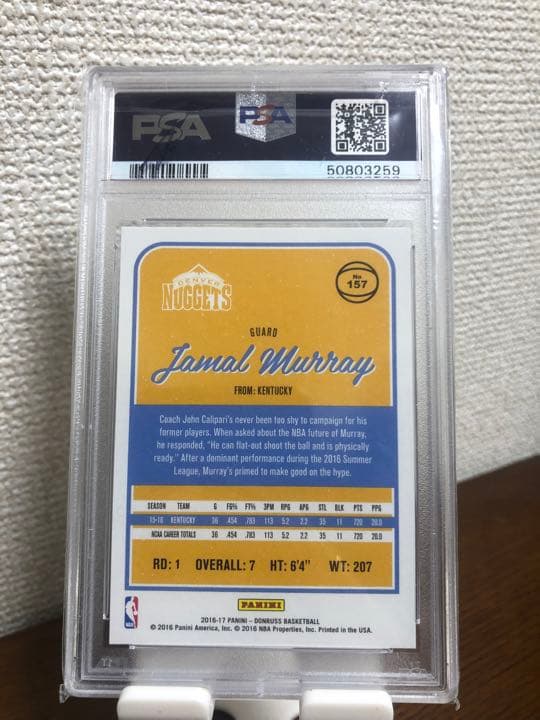 PSA
PSA
50803259
DENVER
NUGGETS
No
157
GUARD
Jamal Murray
FROM: KENTUCKY
Coach John Calipari's never been too shy to campaign for his
former players. When asked about the NBA future of Murray,
he responded, "He can flat-out shoot the ball and is physically
ready." After a dominant performance during the 2016 Summer
League, Murray's primed to make good on the hype.
SEASON TEAM G FG% FT% 3PM RPG APG STL BLK PTS PPG
15-16 KENTUCKY 36 .454 .783 113 5.2 2.2 35 11 720 20.0
NCAA CAREER TOTALS 36 .454 .783 113 5.2 2.2 35 11 720 20.0
RD: 1 OVERALL: 7 HT: 6'4" WT: 207
PANINI
2016-17 PANINI – DONRUSS BASKETBALL
© 2016 Panini America, Inc. © 2016 NBA Properties, Inc. Printed in the USA.